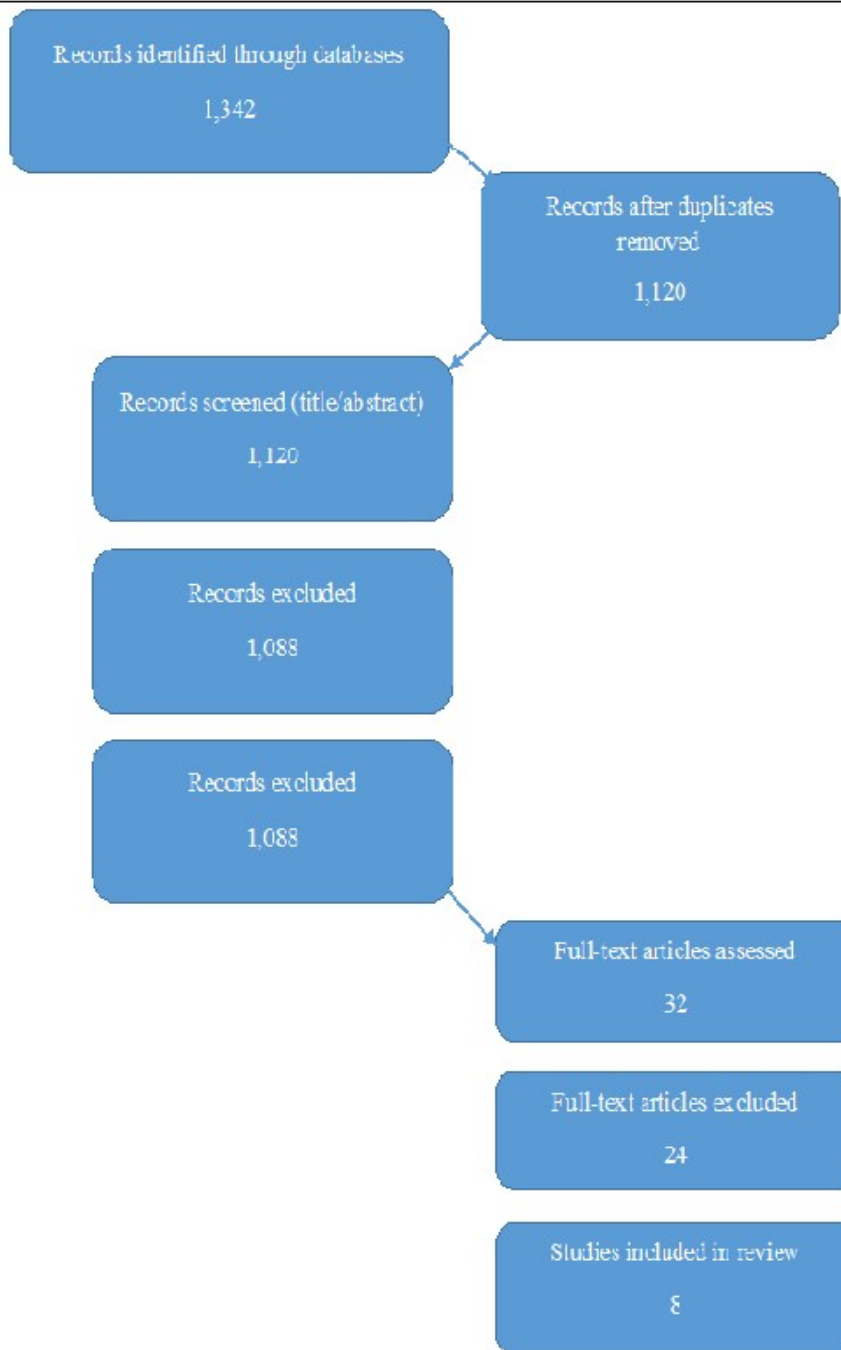 Records identified through databases
1,342
Records after duplicates
removed
1,120
Records screened (title/abstract)
1,120
Records excluded
1,088
Records excluded
1,088
Full-text articles assessed
32
Full-text articles excluded
24
Studies included in review
8